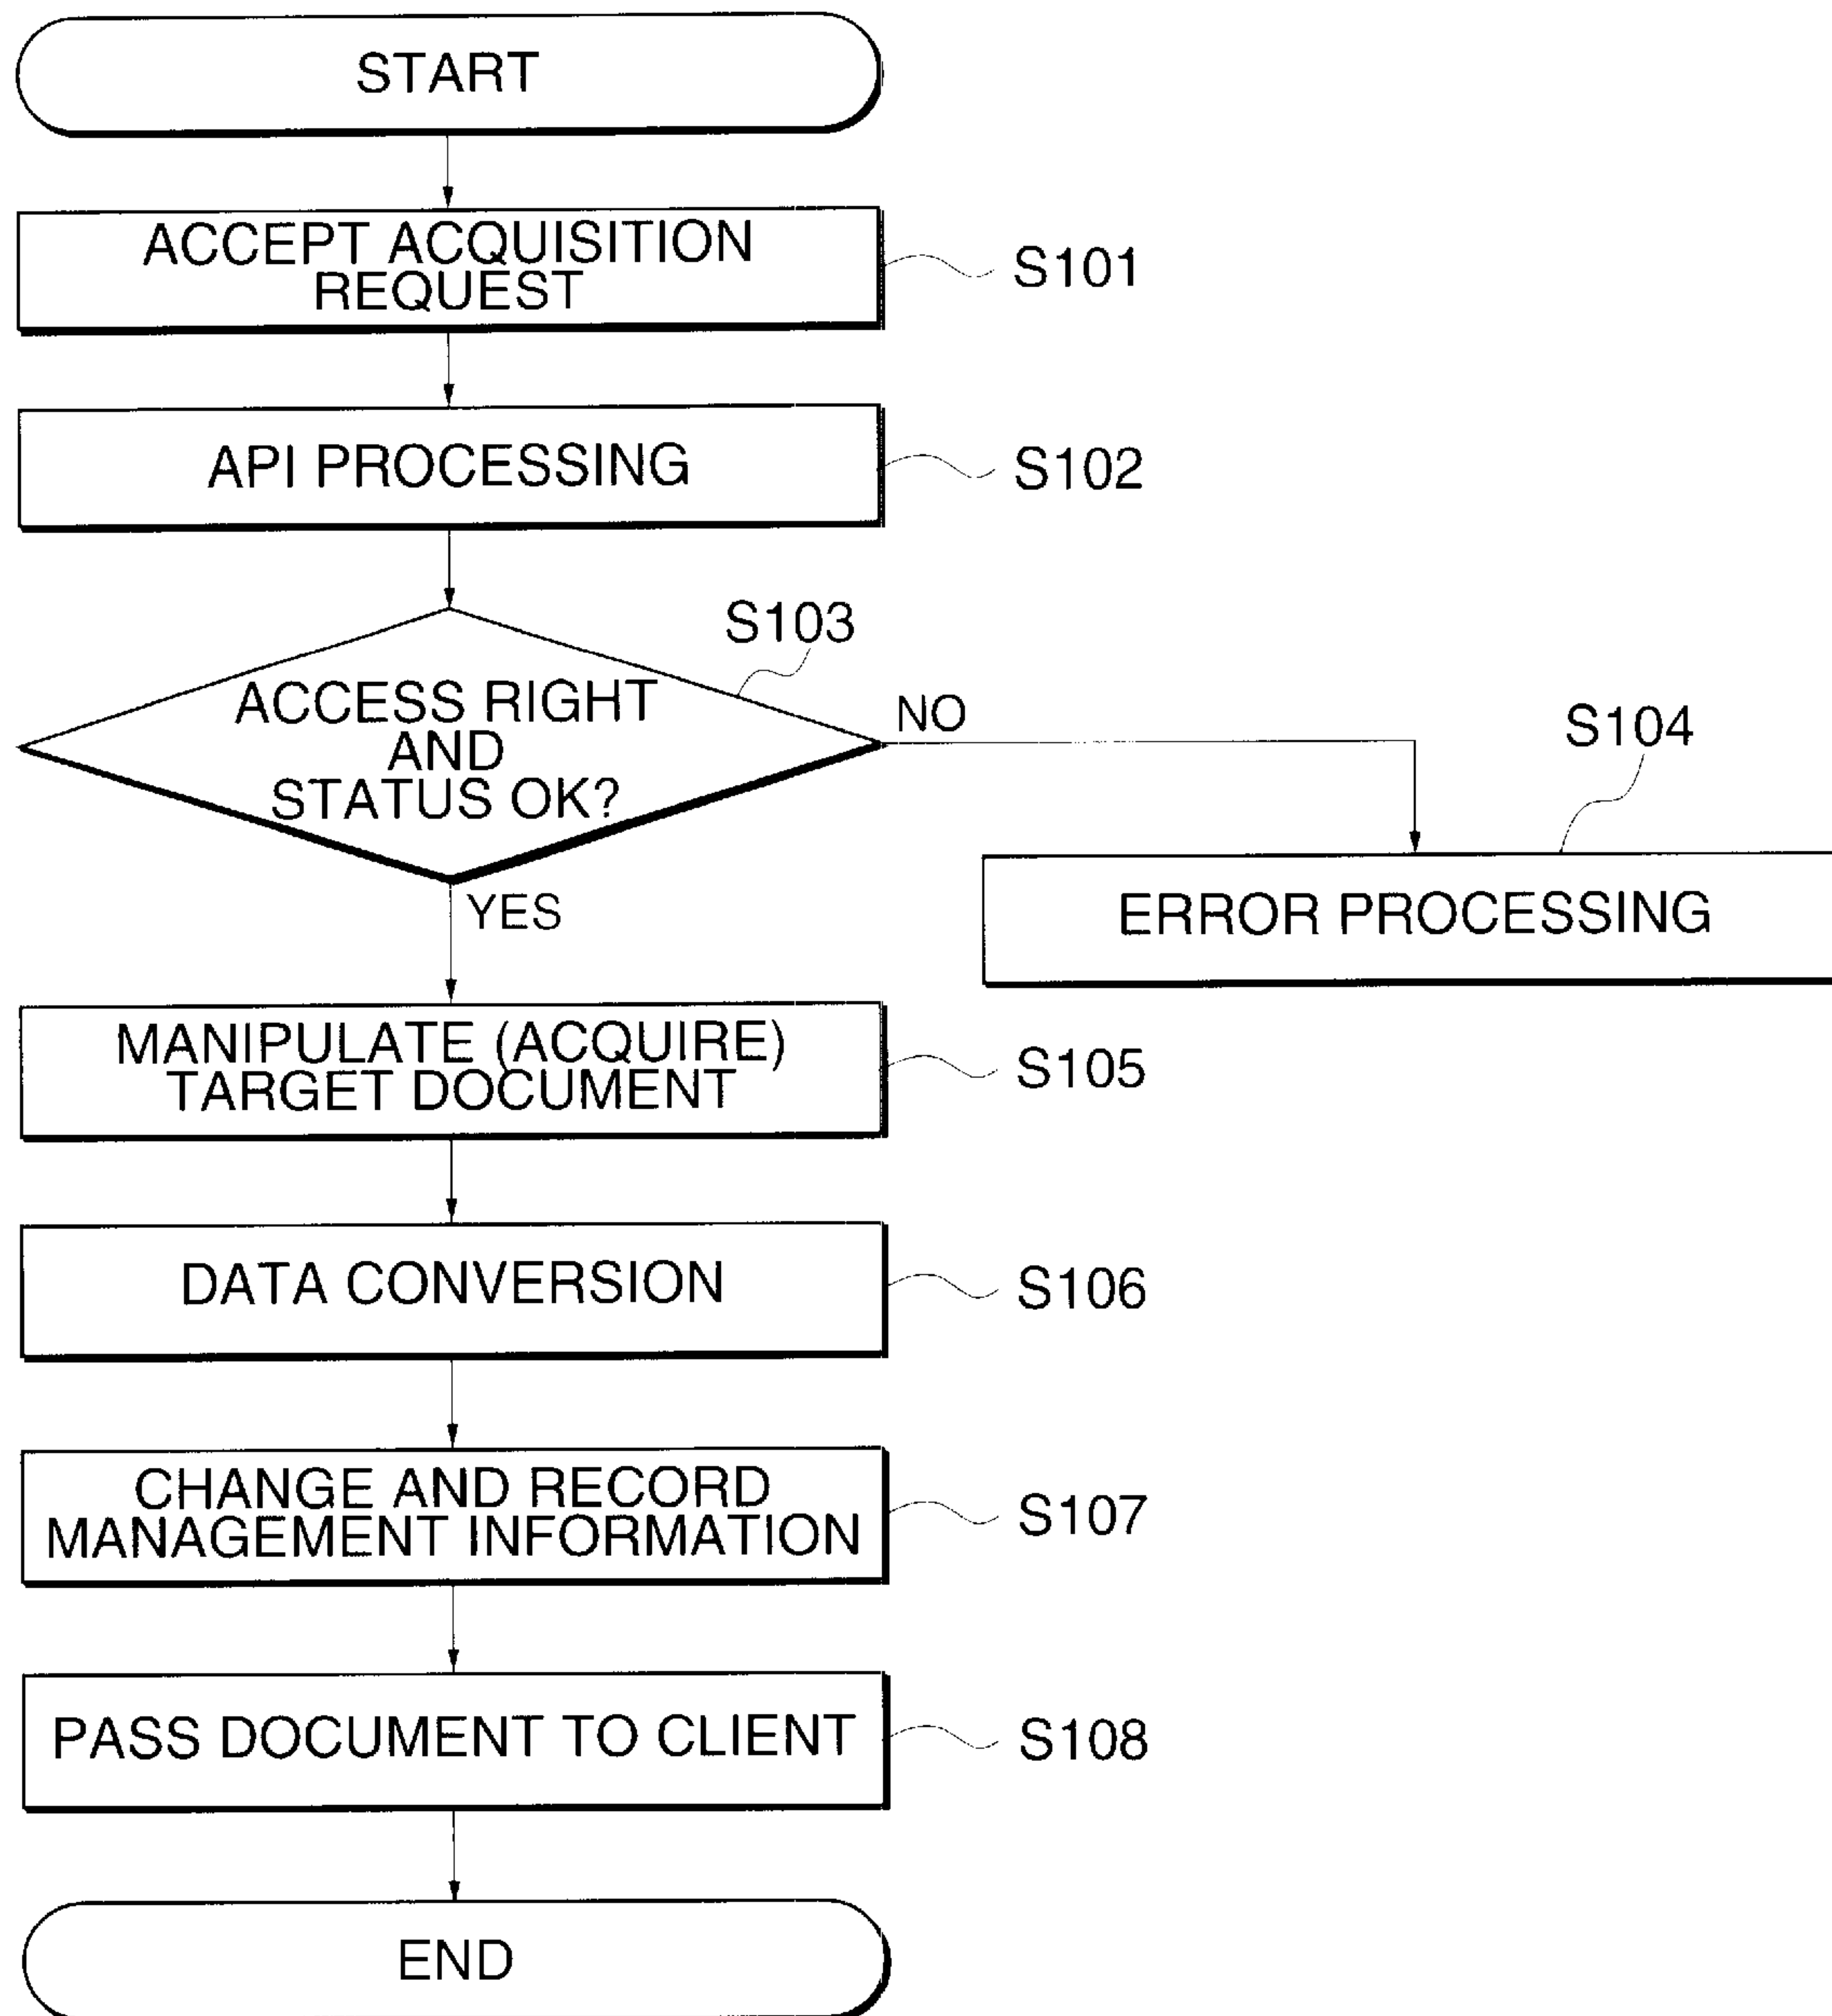 START
ACCEPT ACQUISITION
REQUEST
S101
API PROCESSING
S102
S103
ACCESS RIGHT
AND
STATUS OK?
NO
S104
ERROR PROCESSING
YES
MANIPULATE (ACQUIRE)
TARGET DOCUMENT
S105
DATA CONVERSION
S106
CHANGE AND RECORD
MANAGEMENT INFORMATION
S107
PASS DOCUMENT TO CLIENT
S108
END